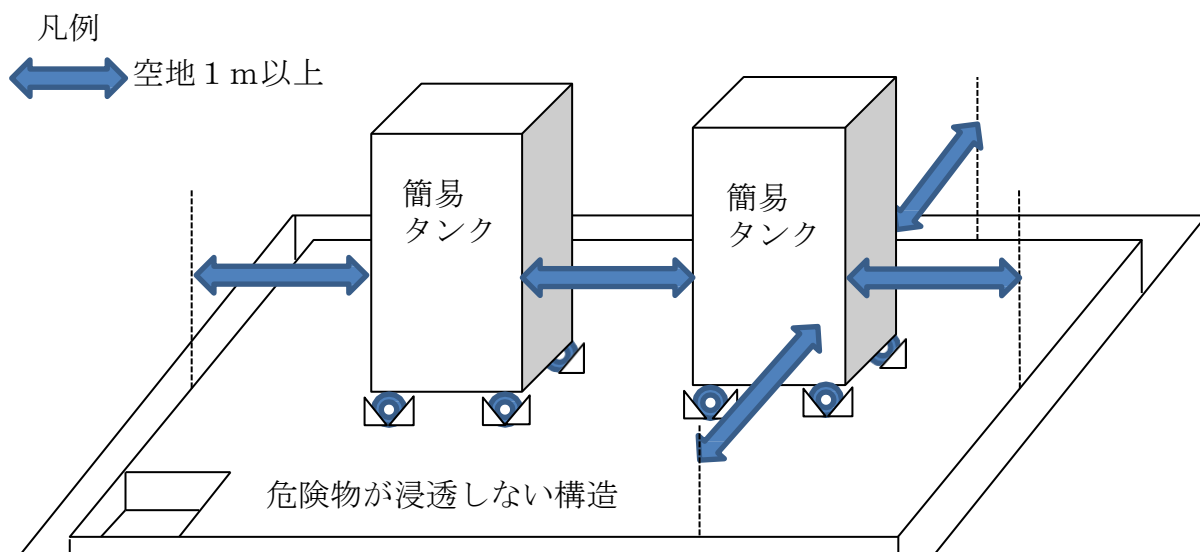 凡例
空地１ｍ以上
簡易
タンク
簡易
タンク
危険物が浸透しない構造